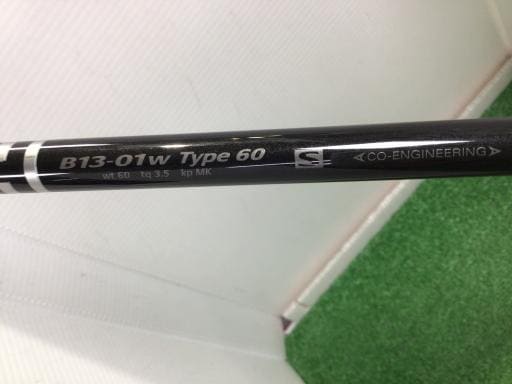 B13-01w Type 60 S <CO-ENGINEERING>
wt 60 tq 3.5 kp MK